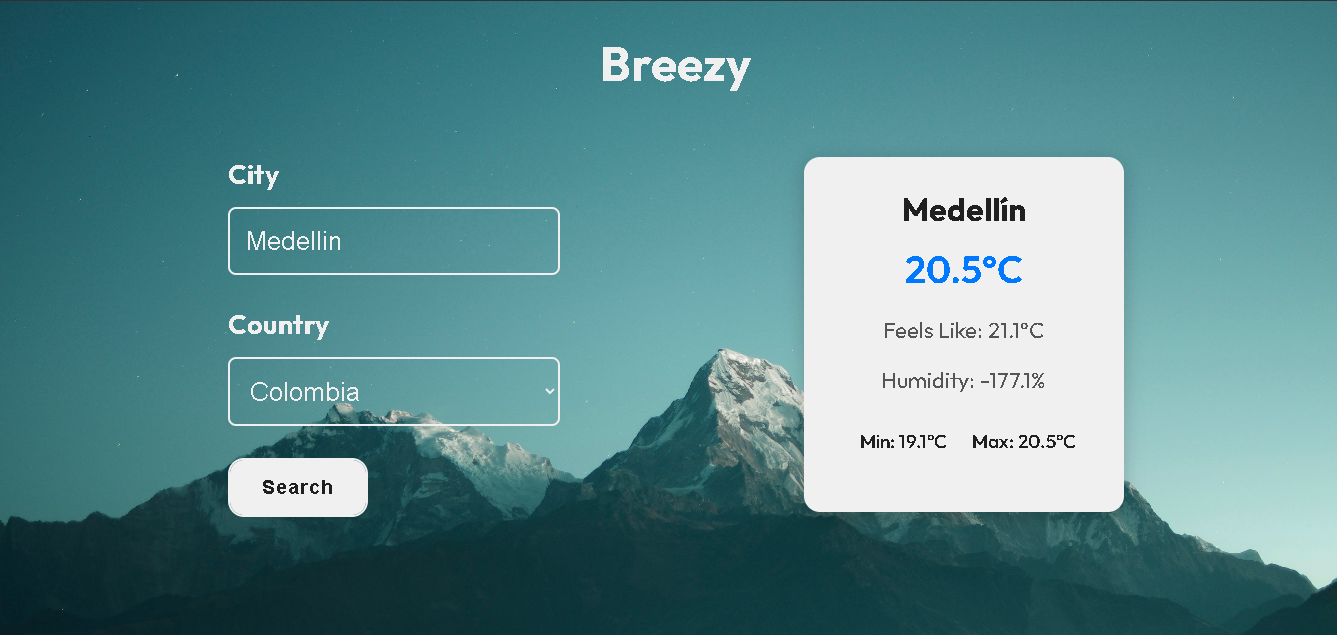 Breezy
City
Medellin
Country
Colombia
Search
Medellín
20.5°C
Feels Like: 21.1°C
Humidity: -177.1%
Min: 19.1°C Max: 20.5°C